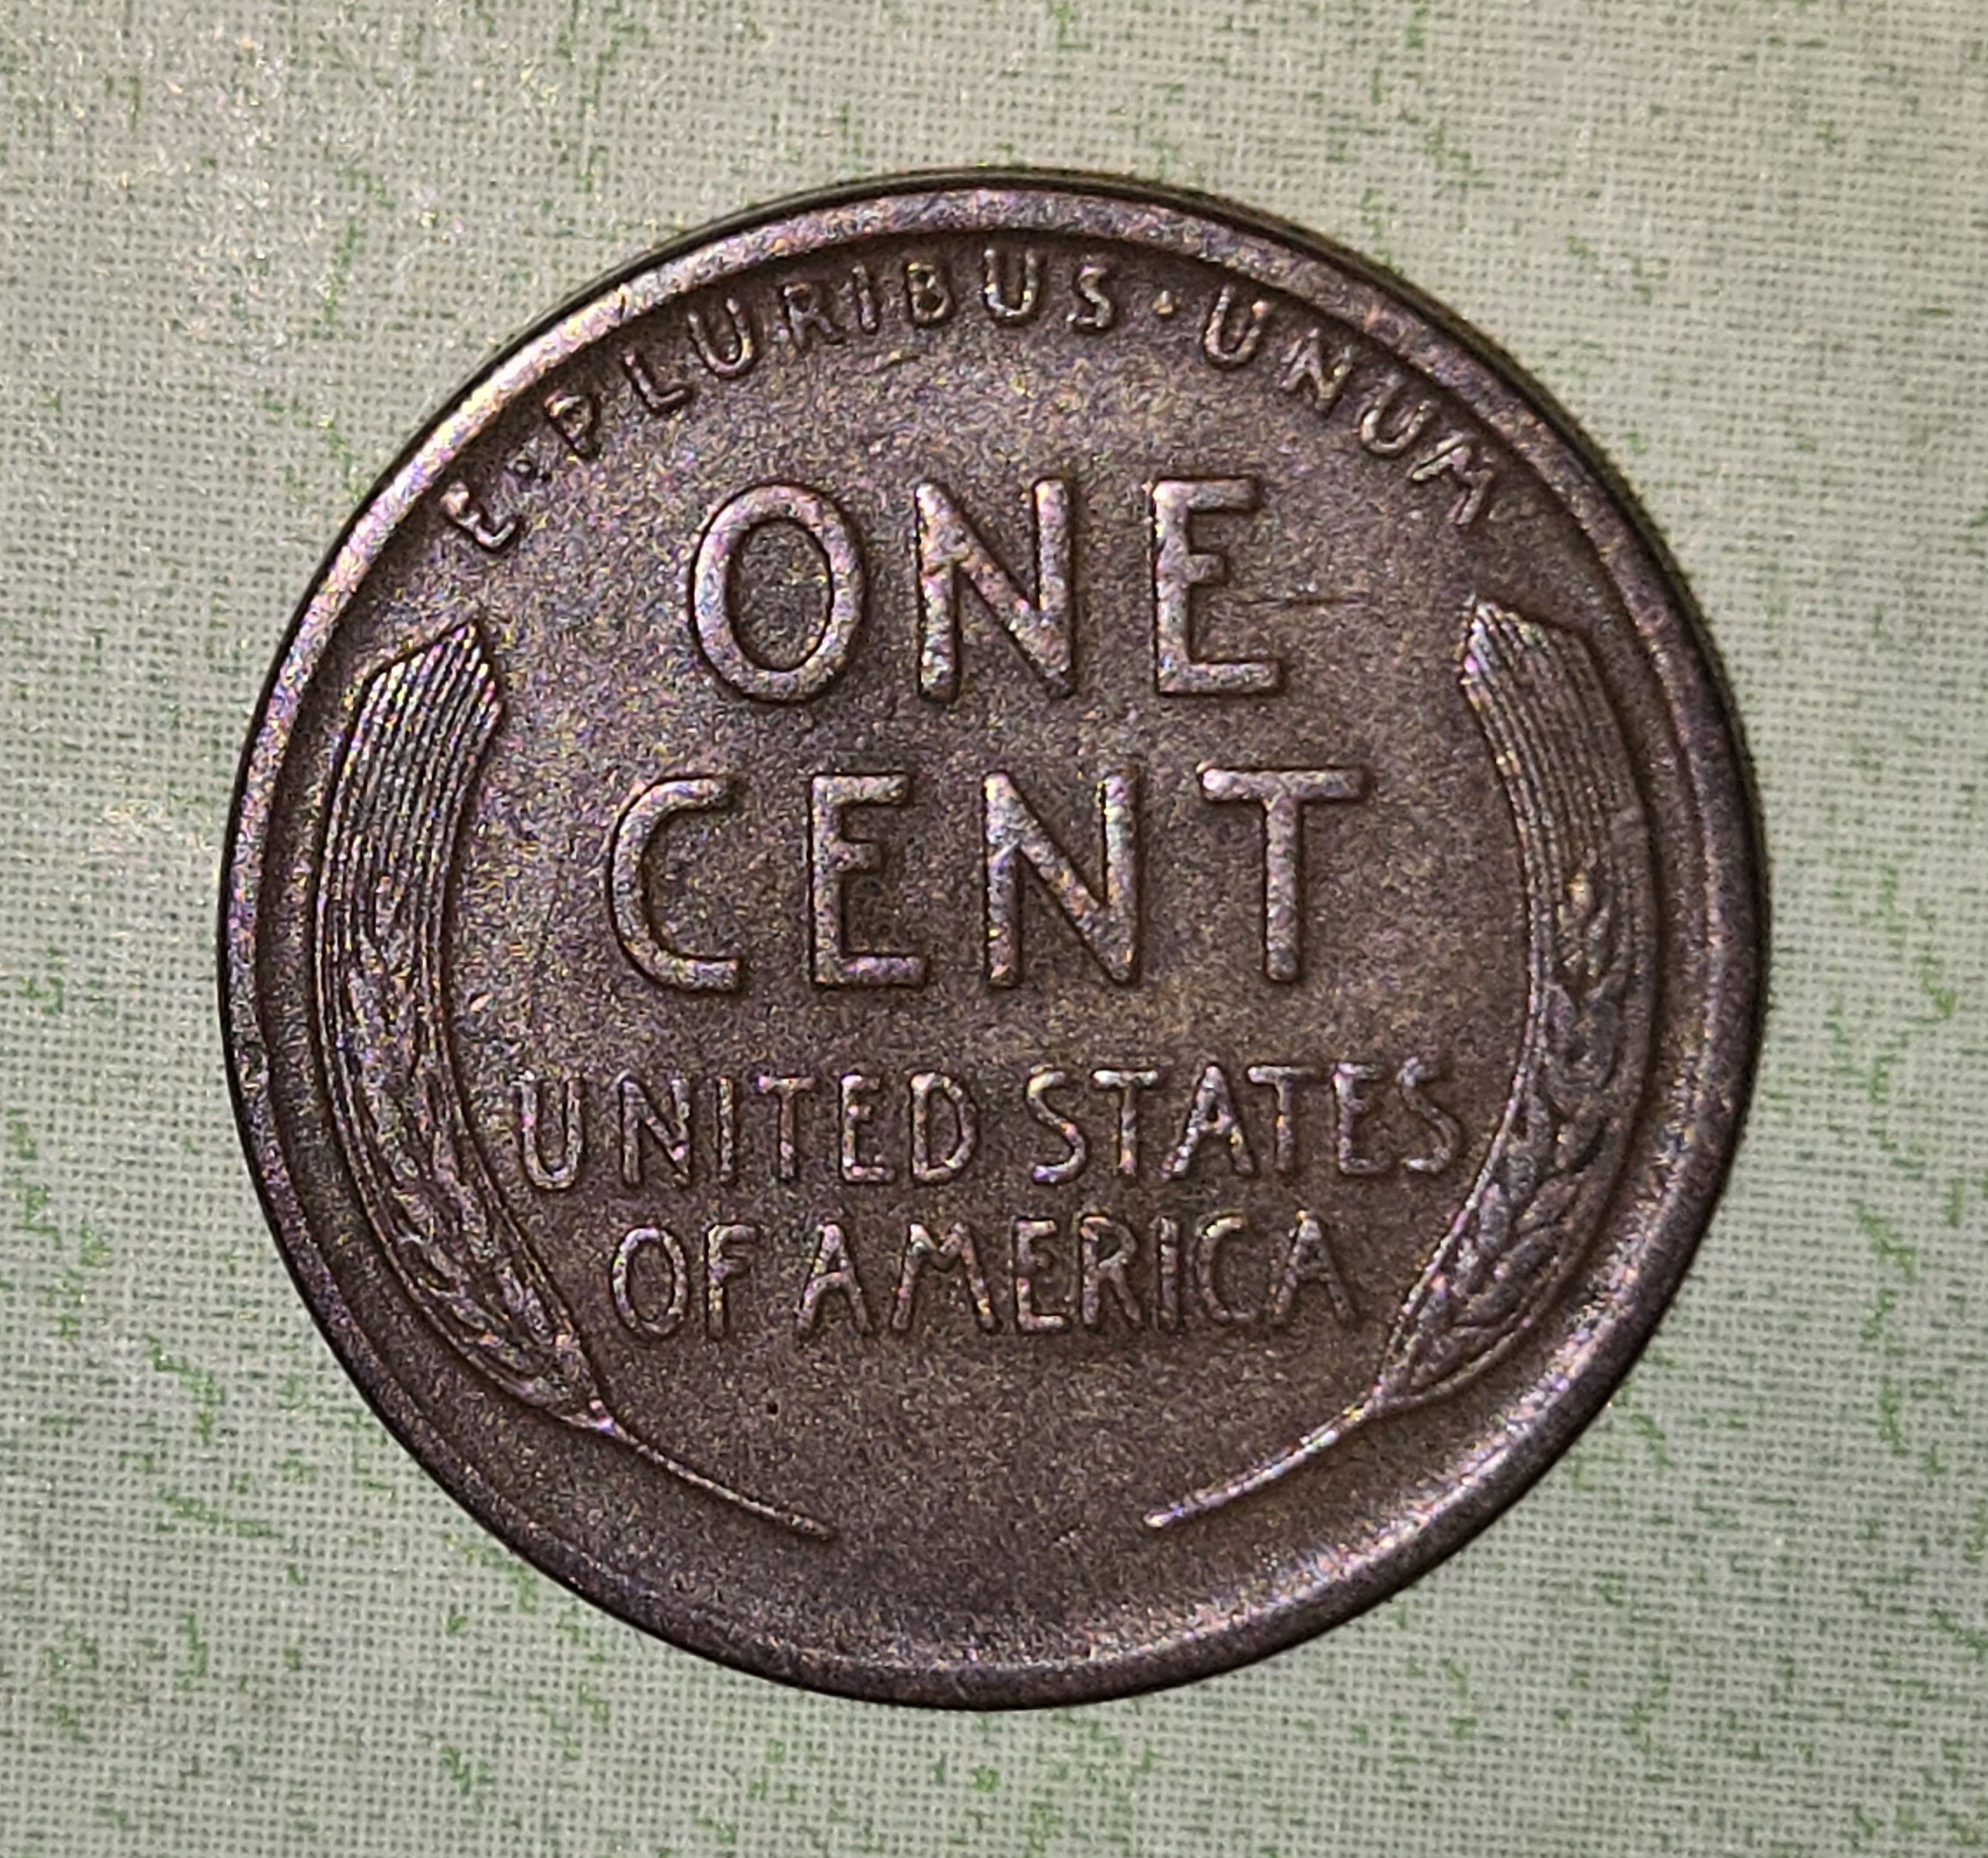 E·PLURIBUS·UNUM
ONE
CENT
UNITED STATES
OF AMERICA